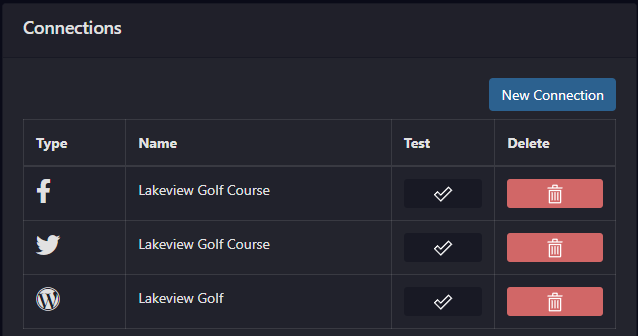 Connections
New Connection
Type Name Test Delete
Lakeview Golf Course
Lakeview Golf Course
Lakeview Golf